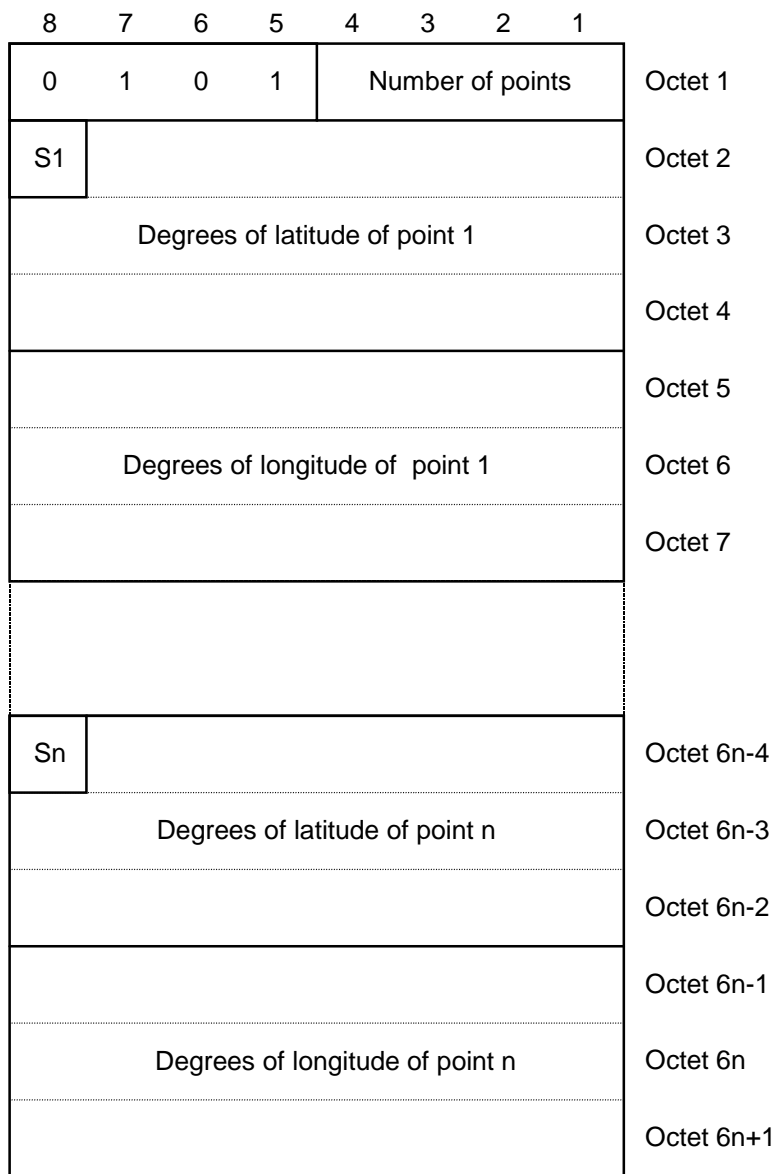 8 7 6 5 4 3 2 1
0 1 0 1 Number of points Octet 1
S1 Octet 2
Degrees of latitude of point 1 Octet 3
Octet 4
Octet 5
Degrees of longitude of point 1 Octet 6
Octet 7
Sn Octet 6n-4
Degrees of latitude of point n Octet 6n-3
Octet 6n-2
Octet 6n-1
Degrees of longitude of point n Octet 6n
Octet 6n+1